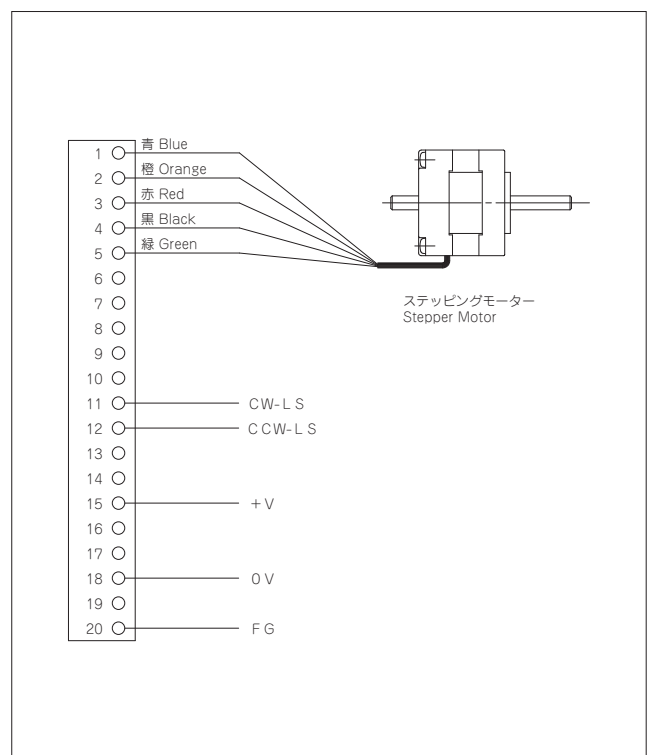 1 青 Blue
2 橙 Orange
3 赤 Red
4 黒 Black
5 緑 Green
6
7
8
9
10
11 CW-LS
12 CCW-LS
13
14
15 +V
16
17
18 0V
19
20 FG
ステッピングモーター
Stepper Motor